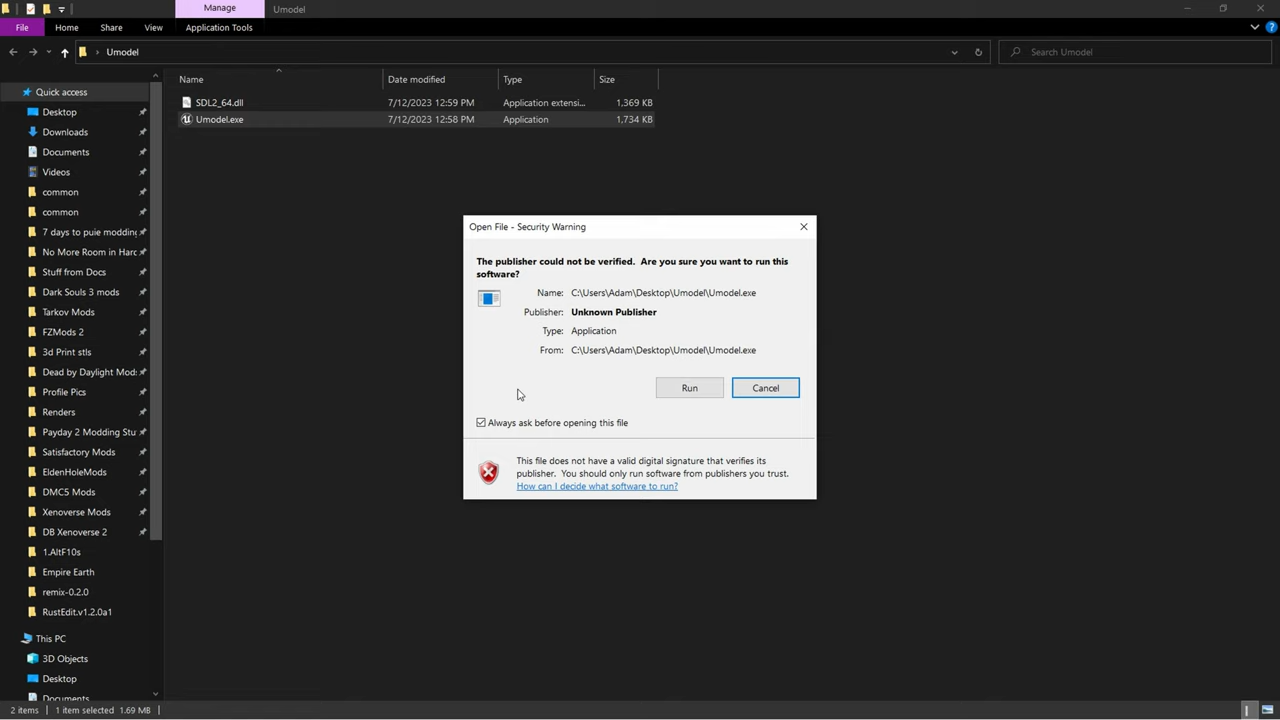 Manage
Umodel
File
Home
Share
View
Application Tools
Umodel
Search Umodel
Name
Date modified
Type
Size
SDL2_64.dll
7/12/2023 12:59 PM
Application extensi...
1,369 KB
Umodel.exe
7/12/2023 12:58 PM
Application
1,734 KB
Quick access
Desktop
Downloads
Documents
Videos
common
common
7 days to puie modding
No More Room in Hard
Stuff from Docs
Dark Souls 3 mods
Tarkov Mods
FZMods 2
3d Print stls
Dead by Daylight Mods
Profile Pics
Renders
Payday 2 Modding Stu
Satisfactory Mods
EldenHoleMods
DMC5 Mods
Xenoverse Mods
DB Xenoverse 2
1.AltF10s
Empire Earth
remix-0.2.0
RustEdit.v1.2.0a1
This PC
3D Objects
Desktop
Documents
Open File - Security Warning
The publisher could not be verified. Are you sure you want to run this
software?
Name: C:\Users\Adam\Desktop\Umodel\Umodel.exe
Publisher: Unknown Publisher
Type: Application
From: C:\Users\Adam\Desktop\Umodel\Umodel.exe
Run
Cancel
Always ask before opening this file
This file does not have a valid digital signature that verifies its
publisher. You should only run software from publishers you trust.
How can I decide what software to run?
2 items
1 item selected 1.69 MB